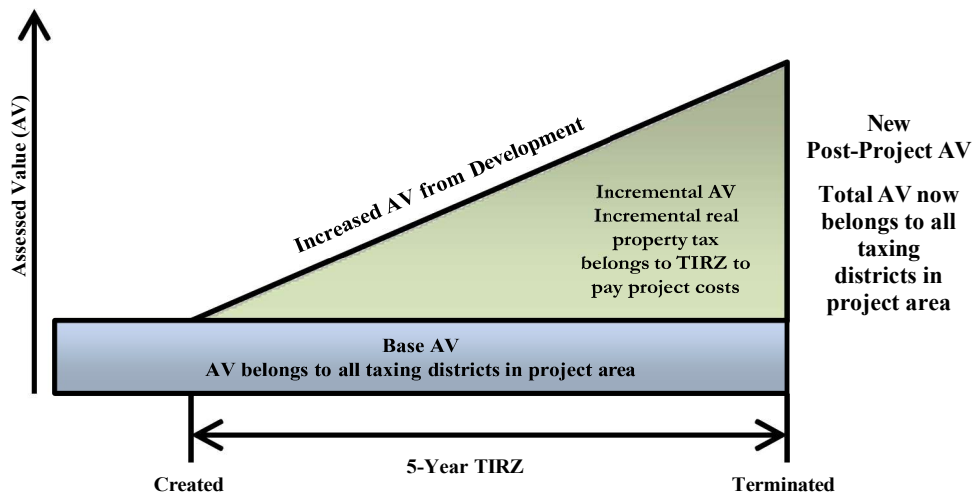 Assessed Value (AV)
Increased AV from Development
Incremental AV
Incremental real
property tax
belongs to TIRZ to
pay project costs
New
Post-Project AV
Total AV now
belongs to all
taxing
districts in
project area
Base AV
AV belongs to all taxing districts in project area
5-Year TIRZ
Created
Terminated